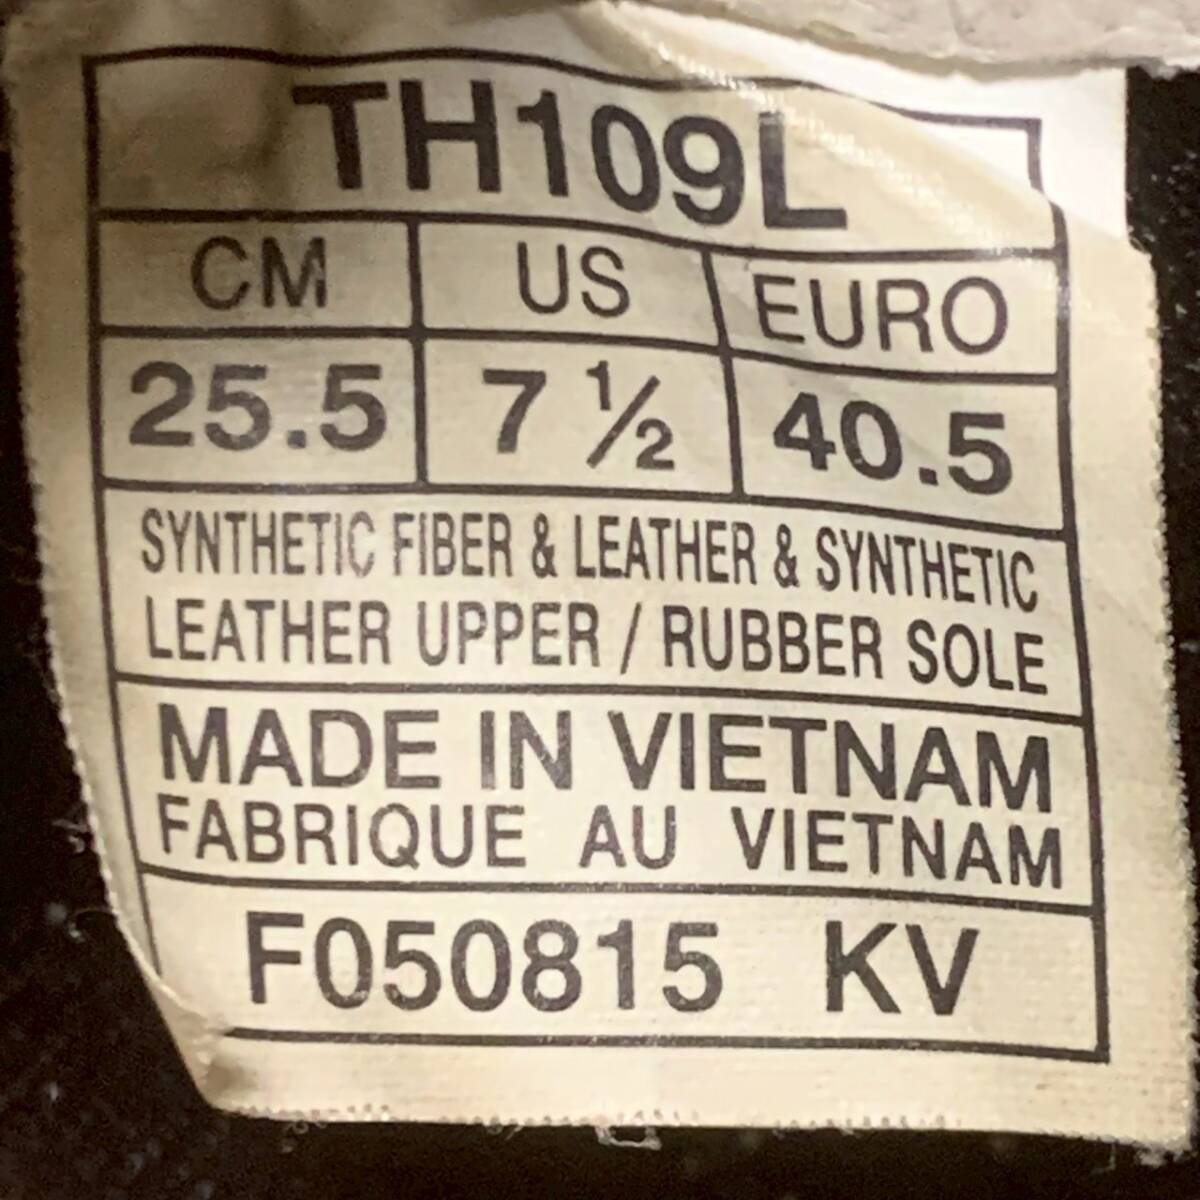 TH109L
CM US EURO
25.5 7 ½ 40.5
SYNTHETIC FIBER & LEATHER & SYNTHETIC
LEATHER UPPER / RUBBER SOLE
MADE IN VIETNAM
FABRIQUE AU VIETNAM
F050815 KV